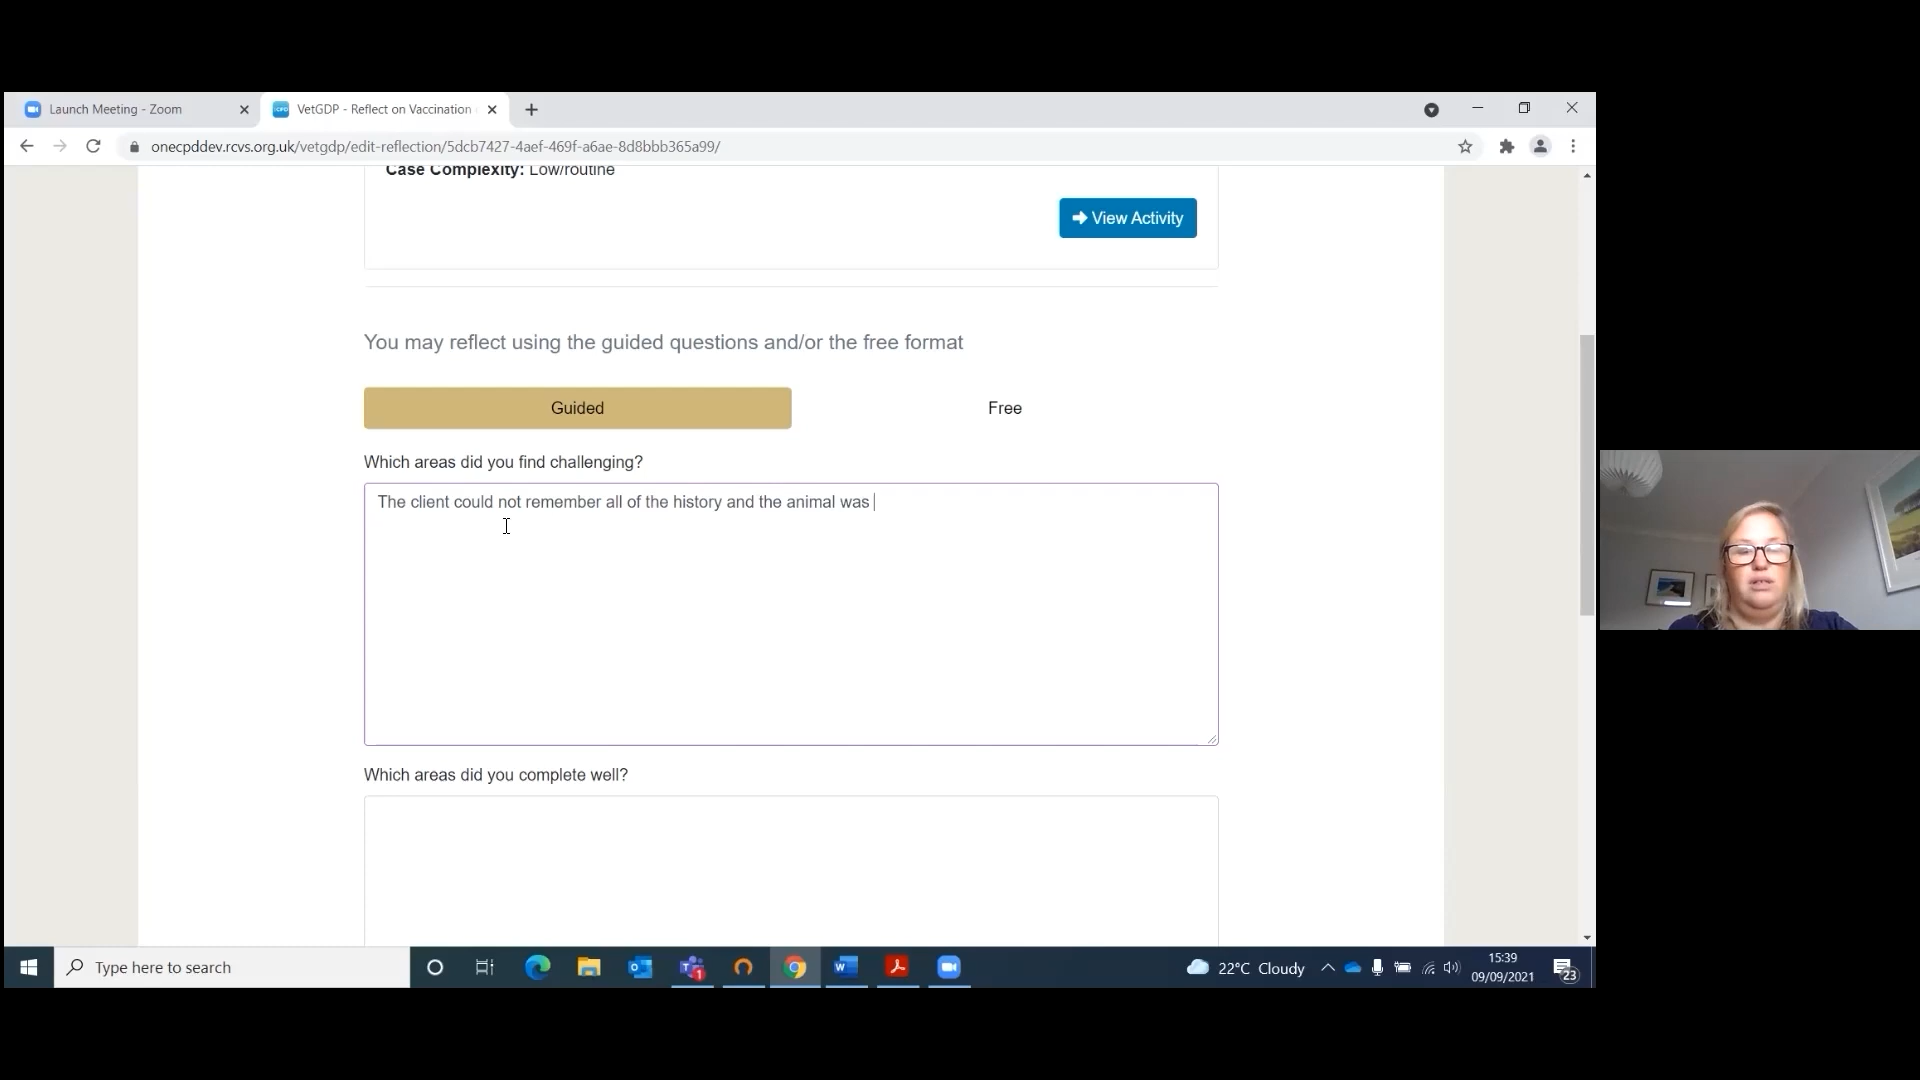 Launch Meeting - Zoom
VetGDP - Reflect on Vaccination
onecpddev.rcvs.org.uk/vetgdp/edit-reflection/5dcb7427-4aef-469f-a6ae-8d8bbb365a99/
Case Complexity: Low/routine
View Activity
You may reflect using the guided questions and/or the free format
Guided
Free
Which areas did you find challenging?
The client could not remember all of the history and the animal was
Which areas did you complete well?
Type here to search
22°C Cloudy
15:39
09/09/2021
23
1